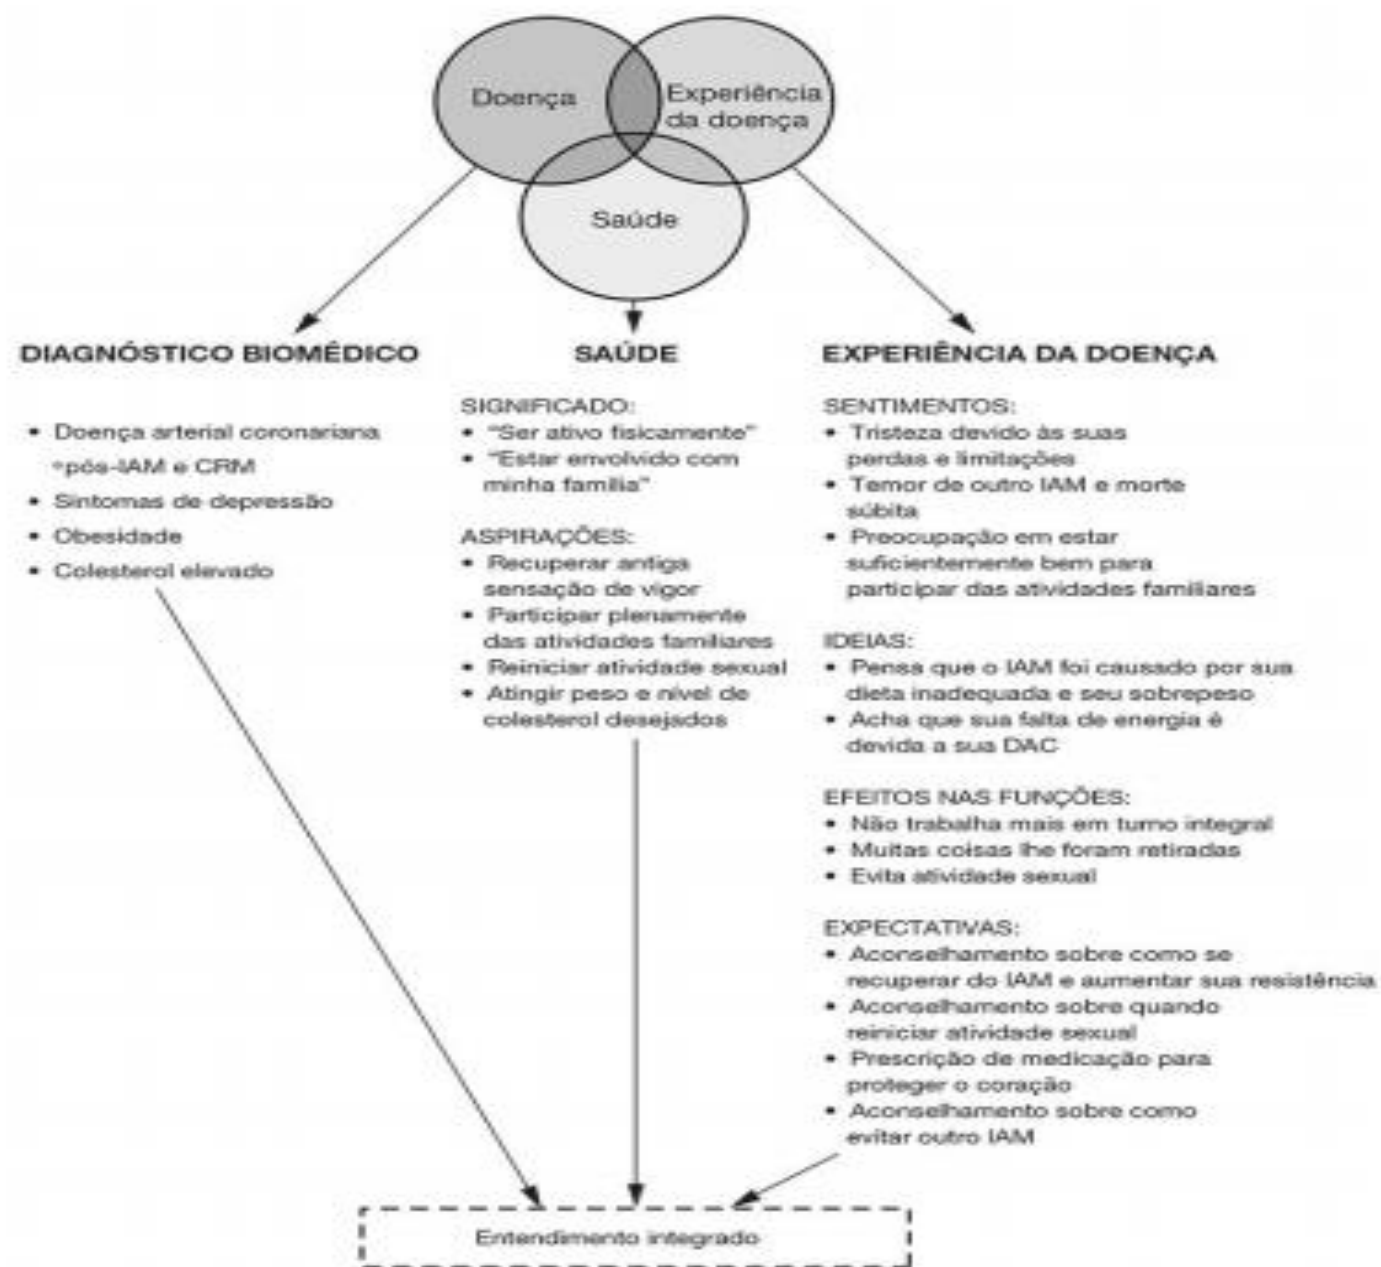 Doença
Experiência
da doença
Saúde
DIAGNÓSTICO BIOMÉDICO
• Doença arterial coronariana
°pós-IAM e CRM
• Sintomas de depressão
• Obesidade
• Colesterol elevado
SAÚDE
SIGNIFICADO:
• "Ser ativo fisicamente"
• "Estar envolvido com
minha família"
ASPIRAÇÕES:
• Recuperar antiga
sensação de vigor
• Participar plenamente
das atividades familiares
• Reiniciar atividade sexual
• Atingir peso e nível de
colesterol desejados
EXPERIÊNCIA DA DOENÇA
SENTIMENTOS:
• Tristeza devido às suas
perdas e limitações
• Temor de outro IAM e morte
súbita
• Preocupação em estar
suficientemente bem para
participar das atividades familiares
IDEIAS:
• Pensa que o IAM foi causado por sua
dieta inadequada e seu sobrepeso
• Acha que sua falta de energia é
devida a sua DAC
EFEITOS NAS FUNÇÕES:
• Não trabalha mais em turno integral
• Muitas coisas lhe foram retiradas
• Evita atividade sexual
EXPECTATIVAS:
• Aconselhamento sobre como se
recuperar do IAM e aumentar sua resistência
• Aconselhamento sobre quando
reiniciar atividade sexual
• Prescrição de medicação para
proteger o coração
• Aconselhamento sobre como
evitar outro IAM
Entendimento integrado